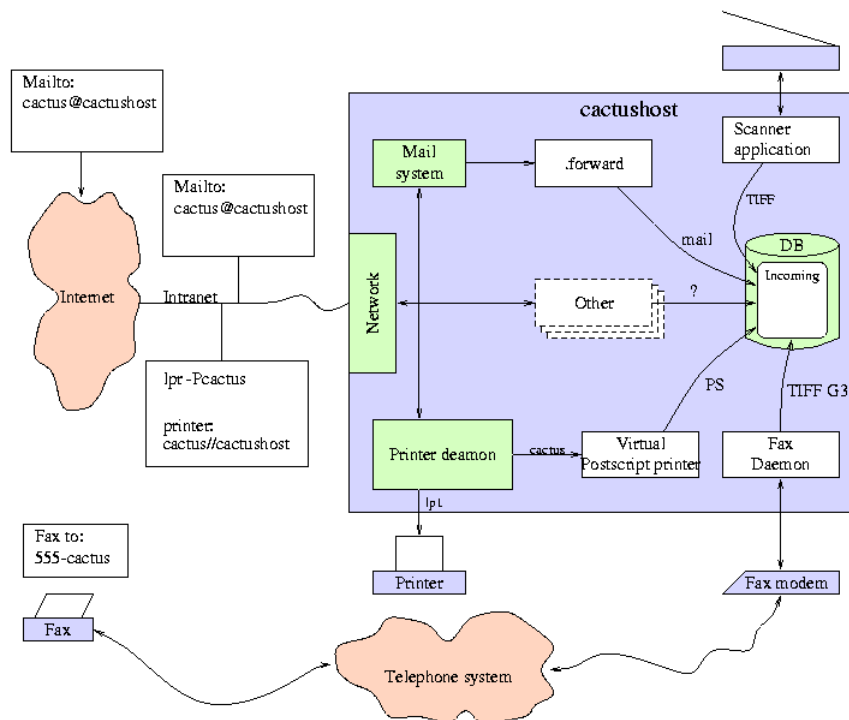 Mailto:
cactus@cactushost
Mailto:
cactus@cactushost
Internet
Intranet
lpr -Pcactus
printer:
cactus//cactushost
cactushost
Mail
system
.forward
Scanner
application
TIFF
mail
DB
Incoming
Network
Other
?
PS
TIFF G3
Printer deamon
cactus
Virtual
Postscript printer
Fax
Daemon
lpt
Printer
Fax modem
Fax to:
555-cactus
Fax
Telephone system